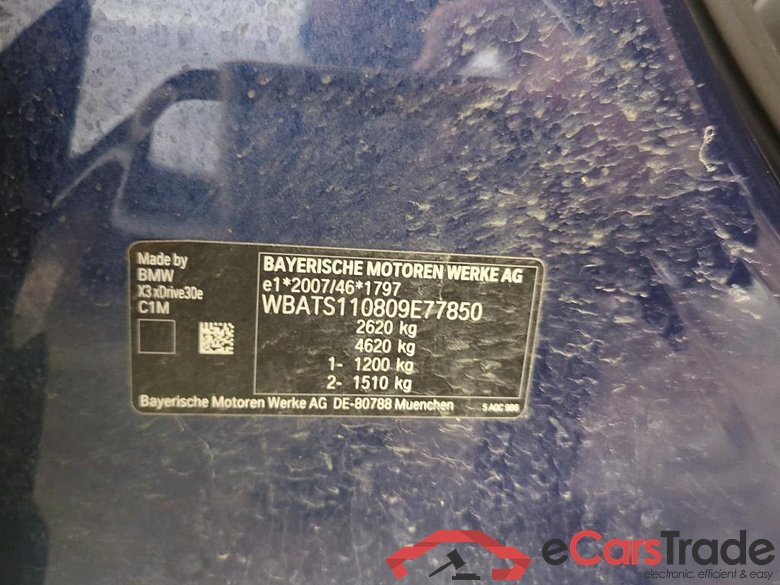 Made by
BMW
X3 xDrive30e
C1M
BAYERISCHE MOTOREN WERKE AG
e1*2007/46*1797
WBATS110809E77850
2620 kg
4620 kg
1- 1200 kg
2- 1510 kg
Bayerische Motoren Werke AG DE-80788 Muenchen
eCarsTrade
electronic, efficient & easy